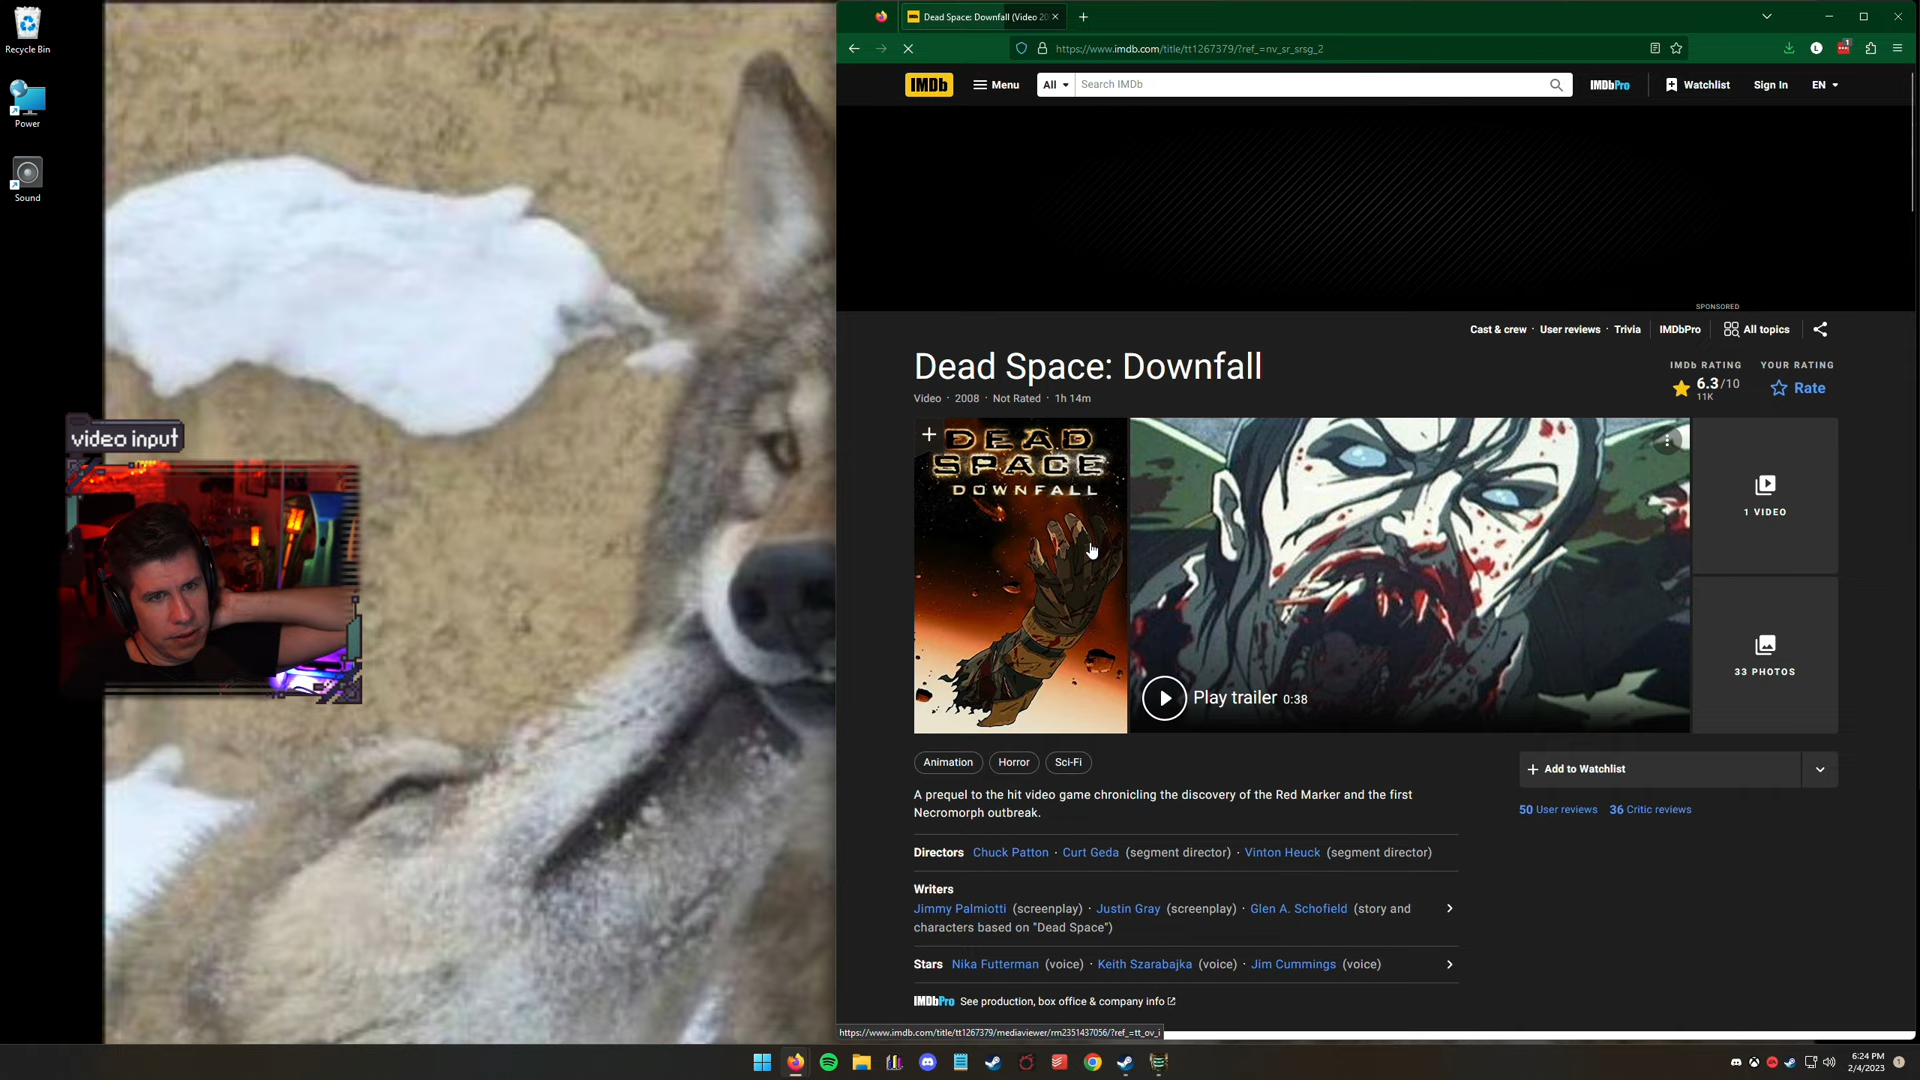 Recycle Bin
Power
Sound
video input
Dead Space: Downfall (Video 20
https://www.imdb.com/title/tt1267379/?ref_=nv_sr_srsg_2
1
IMDb
Menu
All
Search IMDb
IMDbPro
Watchlist
Sign In
EN
SPONSORED
Cast & crew · User reviews · Trivia
IMDbPro
All topics
Dead Space: Downfall
Video · 2008 · Not Rated · 1h 14m
IMDb RATING
6.3/10
11K
YOUR RATING
Rate
DEAD
SPACE
DOWNFALL
Play trailer 0:38
1 VIDEO
33 PHOTOS
Animation
Horror
Sci-Fi
A prequel to the hit video game chronicling the discovery of the Red Marker and the first
Necromorph outbreak.
Add to Watchlist
50 User reviews 36 Critic reviews
Directors Chuck Patton · Curt Geda (segment director) · Vinton Heuck (segment director)
Writers
Jimmy Palmiotti (screenplay) · Justin Gray (screenplay) · Glen A. Schofield (story and
characters based on "Dead Space")
Stars Nika Futterman (voice) · Keith Szarabajka (voice) · Jim Cummings (voice)
IMDbPro See production, box office & company info
https://www.imdb.com/title/tt1267379/mediaviewer/rm2351437056/?ref_=tt_ov_i
6:24 PM
2/4/2023
1